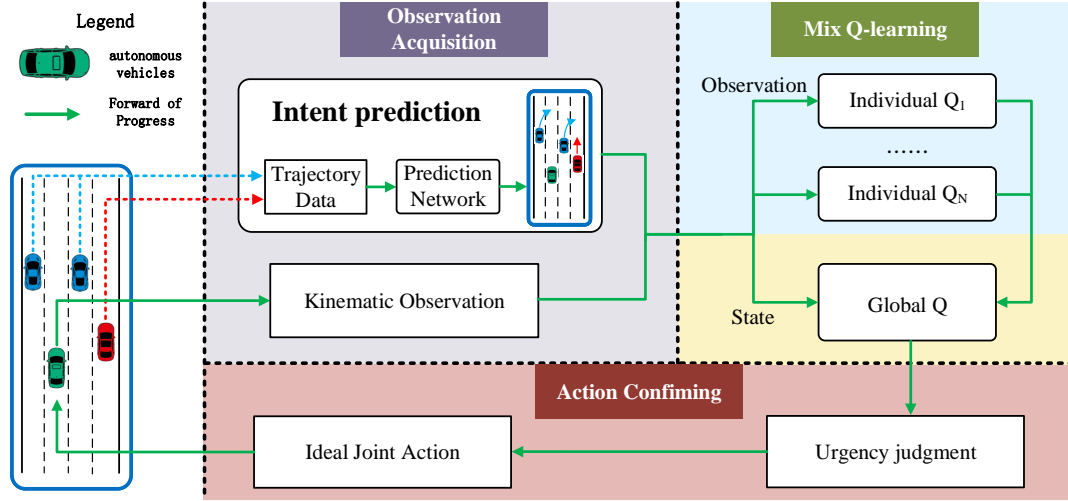 Legend
autonomous
vehicles
Forward of
Progress
Observation
Acquisition
Intent prediction
Trajectory
Data
Prediction
Network
Kinematic Observation
Mix Q-learning
Observation
Individual Q₁
......
Individual Q_N
State
Global Q
Action Confiming
Ideal Joint Action
Urgency judgment